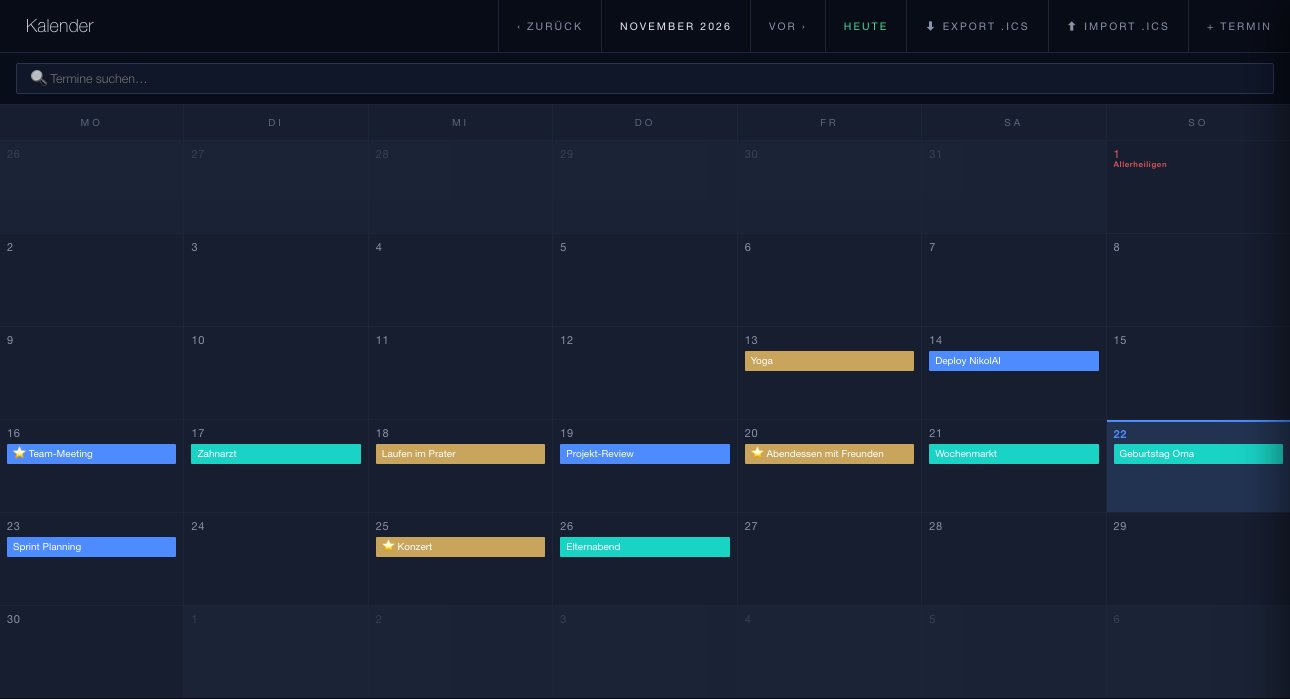 Kalender
‹ ZURÜCK
NOVEMBER 2026
VOR ›
HEUTE
⬇ EXPORT .ICS
⬆ IMPORT .ICS
+ TERMIN
🔍 Termine suchen...
MO DI MI DO FR SA SO
26 27 28 29 30 31 1
Allerheiligen
2 3 4 5 6 7 8
9 10 11 12 13 14 15
Yoga
Deploy NikolAI
16 17 18 19 20 21 22
⭐ Team-Meeting
Zahnarzt
Laufen im Prater
Projekt-Review
⭐ Abendessen mit Freunden
Wochenmarkt
Geburtstag Oma
23 24 25 26 27 28 29
Sprint Planning
⭐ Konzert
Elternabend
30 1 2 3 4 5 6